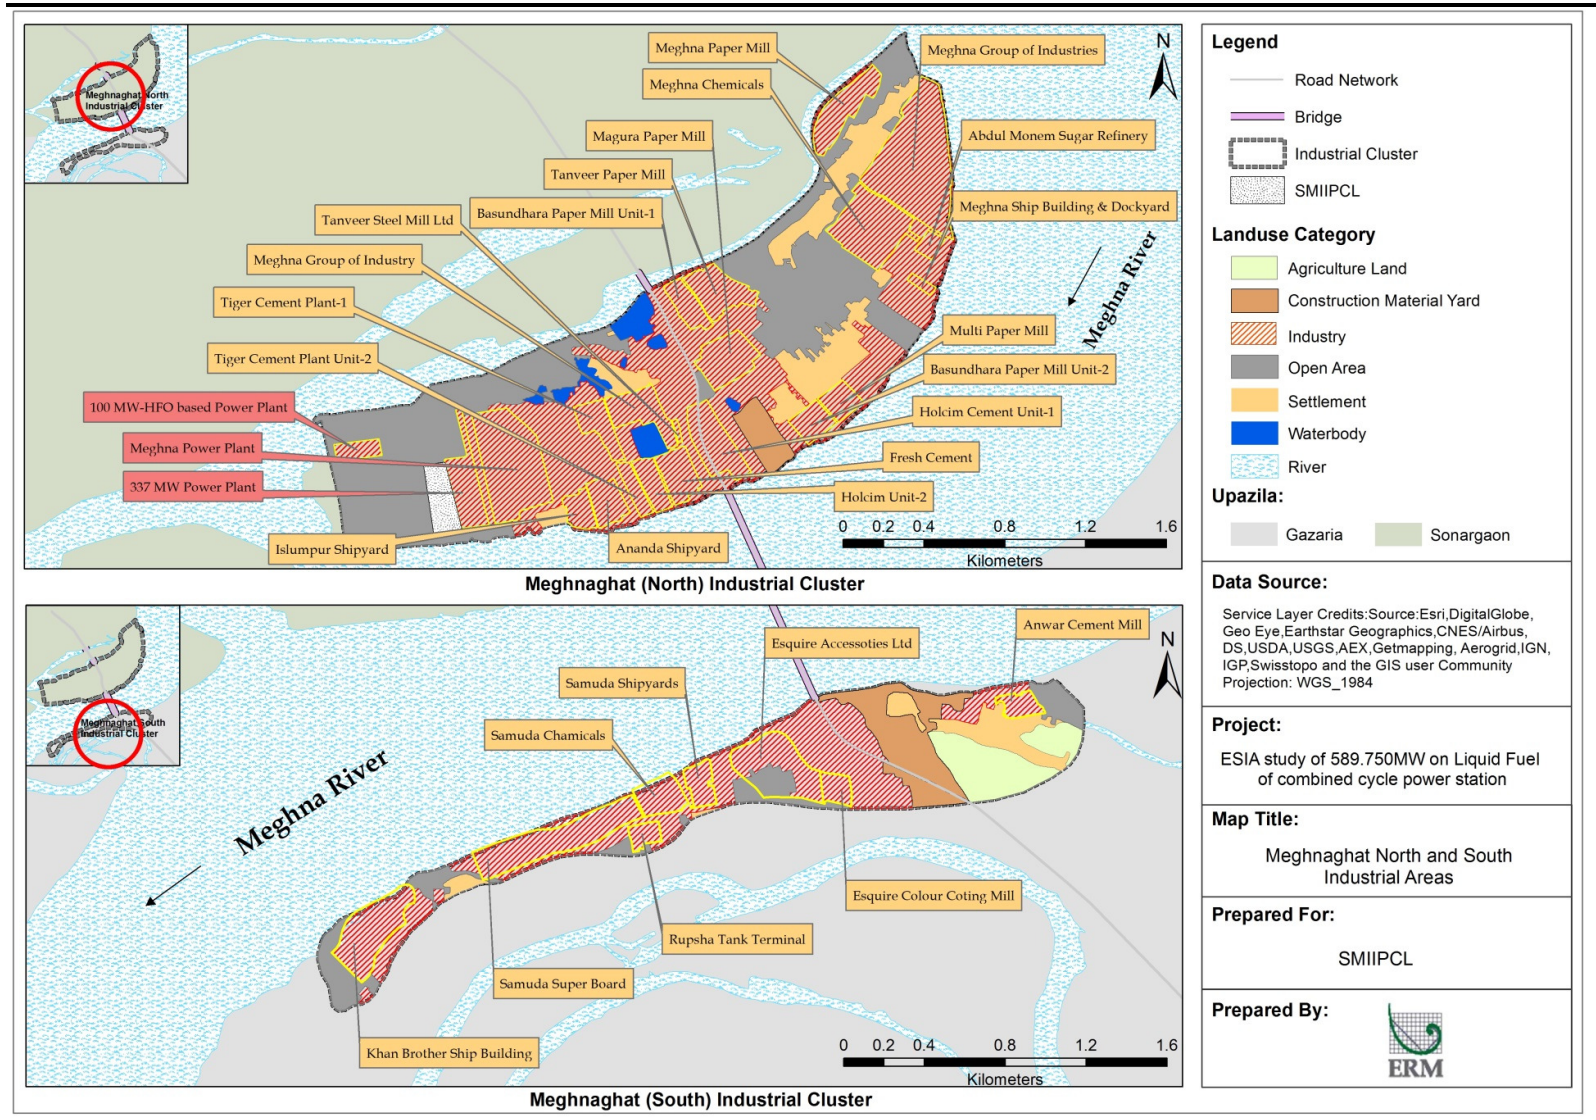 Meghnaghat North
Industrial Cluster
Meghna Paper Mill
Meghna Group of Industries
N
Meghna Chemicals
Magura Paper Mill
Abdul Monem Sugar Refinery
Tanveer Paper Mill
Tanveer Steel Mill Ltd
Basundhara Paper Mill Unit-1
Meghna Ship Building & Dockyard
Meghna Group of Industry
Meghna River
Tiger Cement Plant-1
Multi Paper Mill
Tiger Cement Plant Unit-2
Basundhara Paper Mill Unit-2
100 MW-HFO based Power Plant
Holcim Cement Unit-1
Meghna Power Plant
Fresh Cement
337 MW Power Plant
Holcim Unit-2
Islumpur Shipyard
Ananda Shipyard
0 0.2 0.4 0.8 1.2 1.6
Kilometers
Meghnaghat (North) Industrial Cluster
Meghnaghat South
Industrial Cluster
Anwar Cement Mill
Esquire Accessoties Ltd
N
Samuda Shipyards
Samuda Chamicals
Meghna River
Esquire Colour Coting Mill
Rupsha Tank Terminal
Samuda Super Board
Khan Brother Ship Building
0 0.2 0.4 0.8 1.2 1.6
Kilometers
Meghnaghat (South) Industrial Cluster
Legend
Road Network
Bridge
Industrial Cluster
SMIIPCL
Landuse Category
Agriculture Land
Construction Material Yard
Industry
Open Area
Settlement
Waterbody
River
Upazila:
Gazaria Sonargaon
Data Source:
Service Layer Credits:Source:Esri,DigitalGlobe,
Geo Eye,Earthstar Geographics,CNES/Airbus,
DS,USDA,USGS,AEX,Getmapping, Aerogrid,IGN,
IGP,Swisstopo and the GIS user Community
Projection: WGS_1984
Project:
ESIA study of 589.750MW on Liquid Fuel
of combined cycle power station
Map Title:
Meghnaghat North and South
Industrial Areas
Prepared For:
SMIIPCL
Prepared By:
ERM